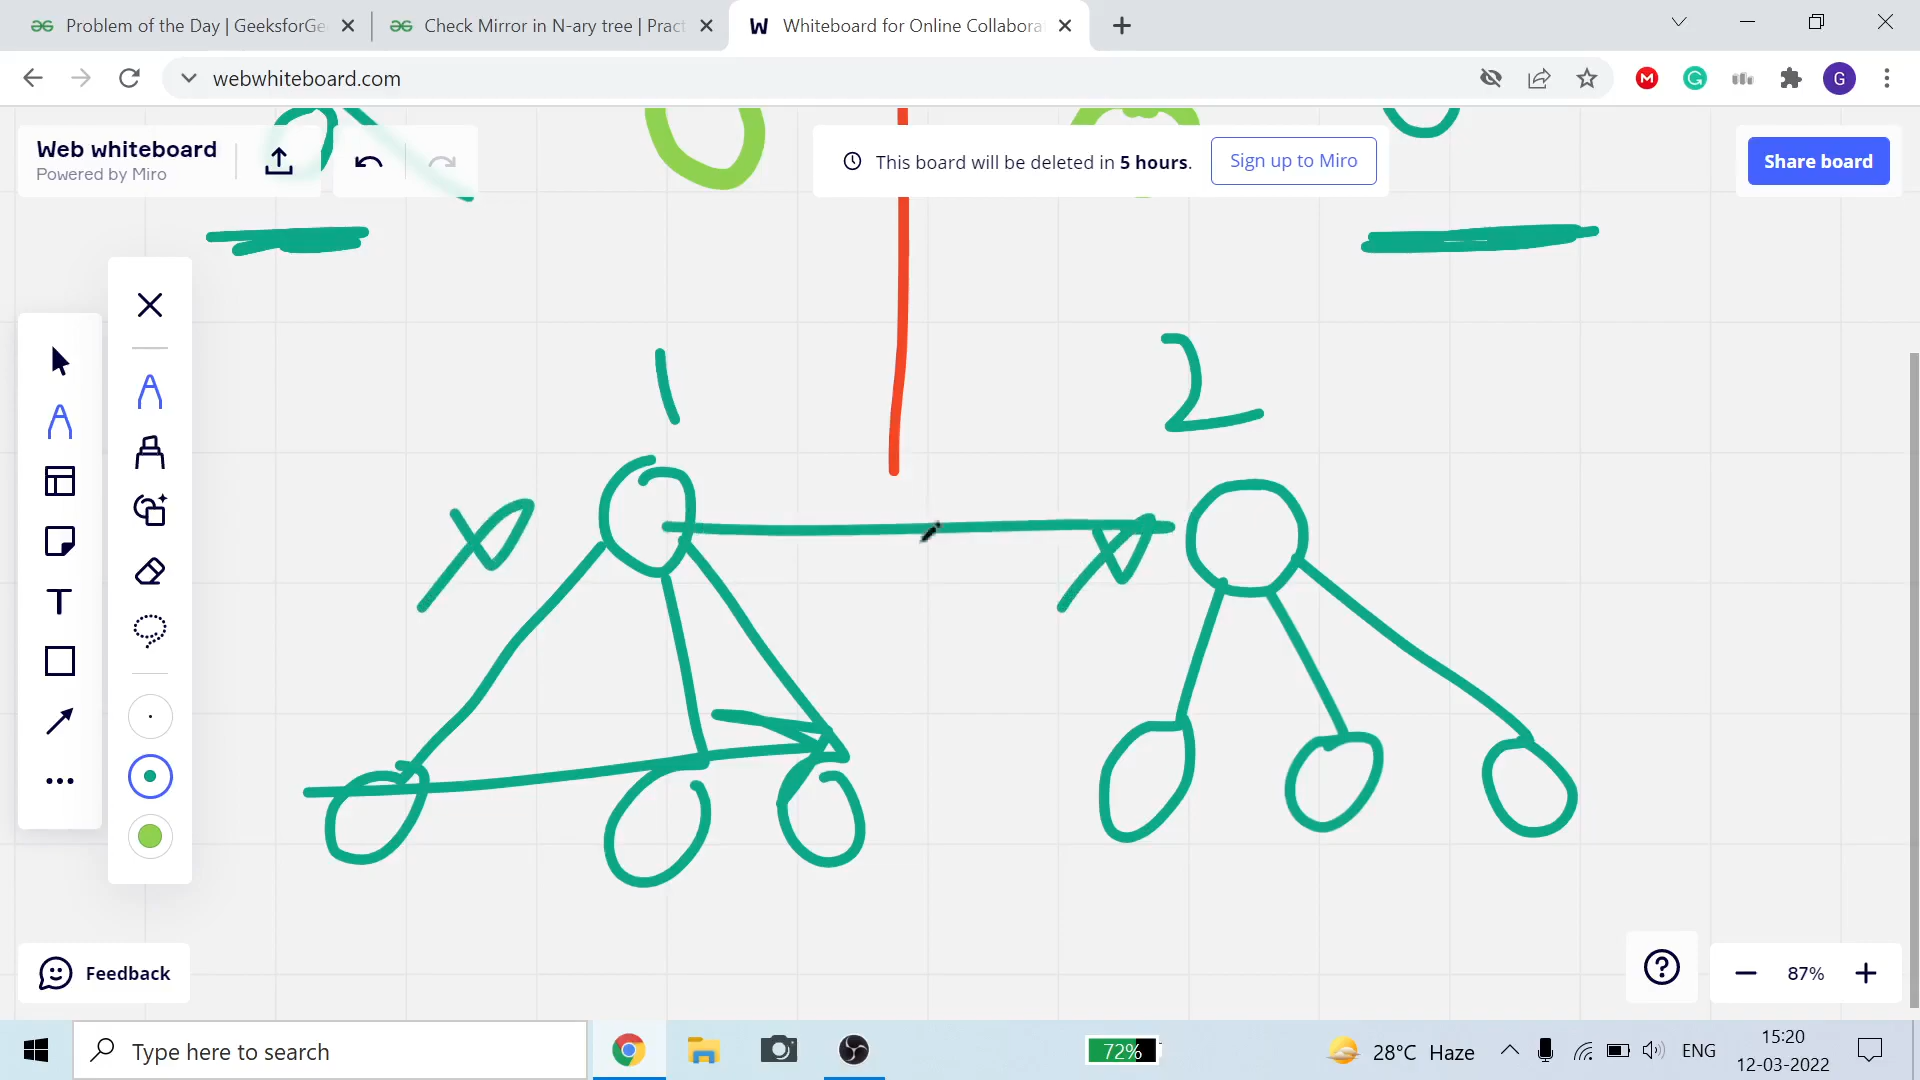 Problem of the Day | GeeksforGe
Check Mirror in N-ary tree | Pract
W Whiteboard for Online Collabora
webwhiteboard.com
M
G
G
Web whiteboard
Powered by Miro
This board will be deleted in 5 hours.
Sign up to Miro
Share board
1
2
T
Feedback
87%
Type here to search
72%
28°C Haze
ENG
15:20
12-03-2022